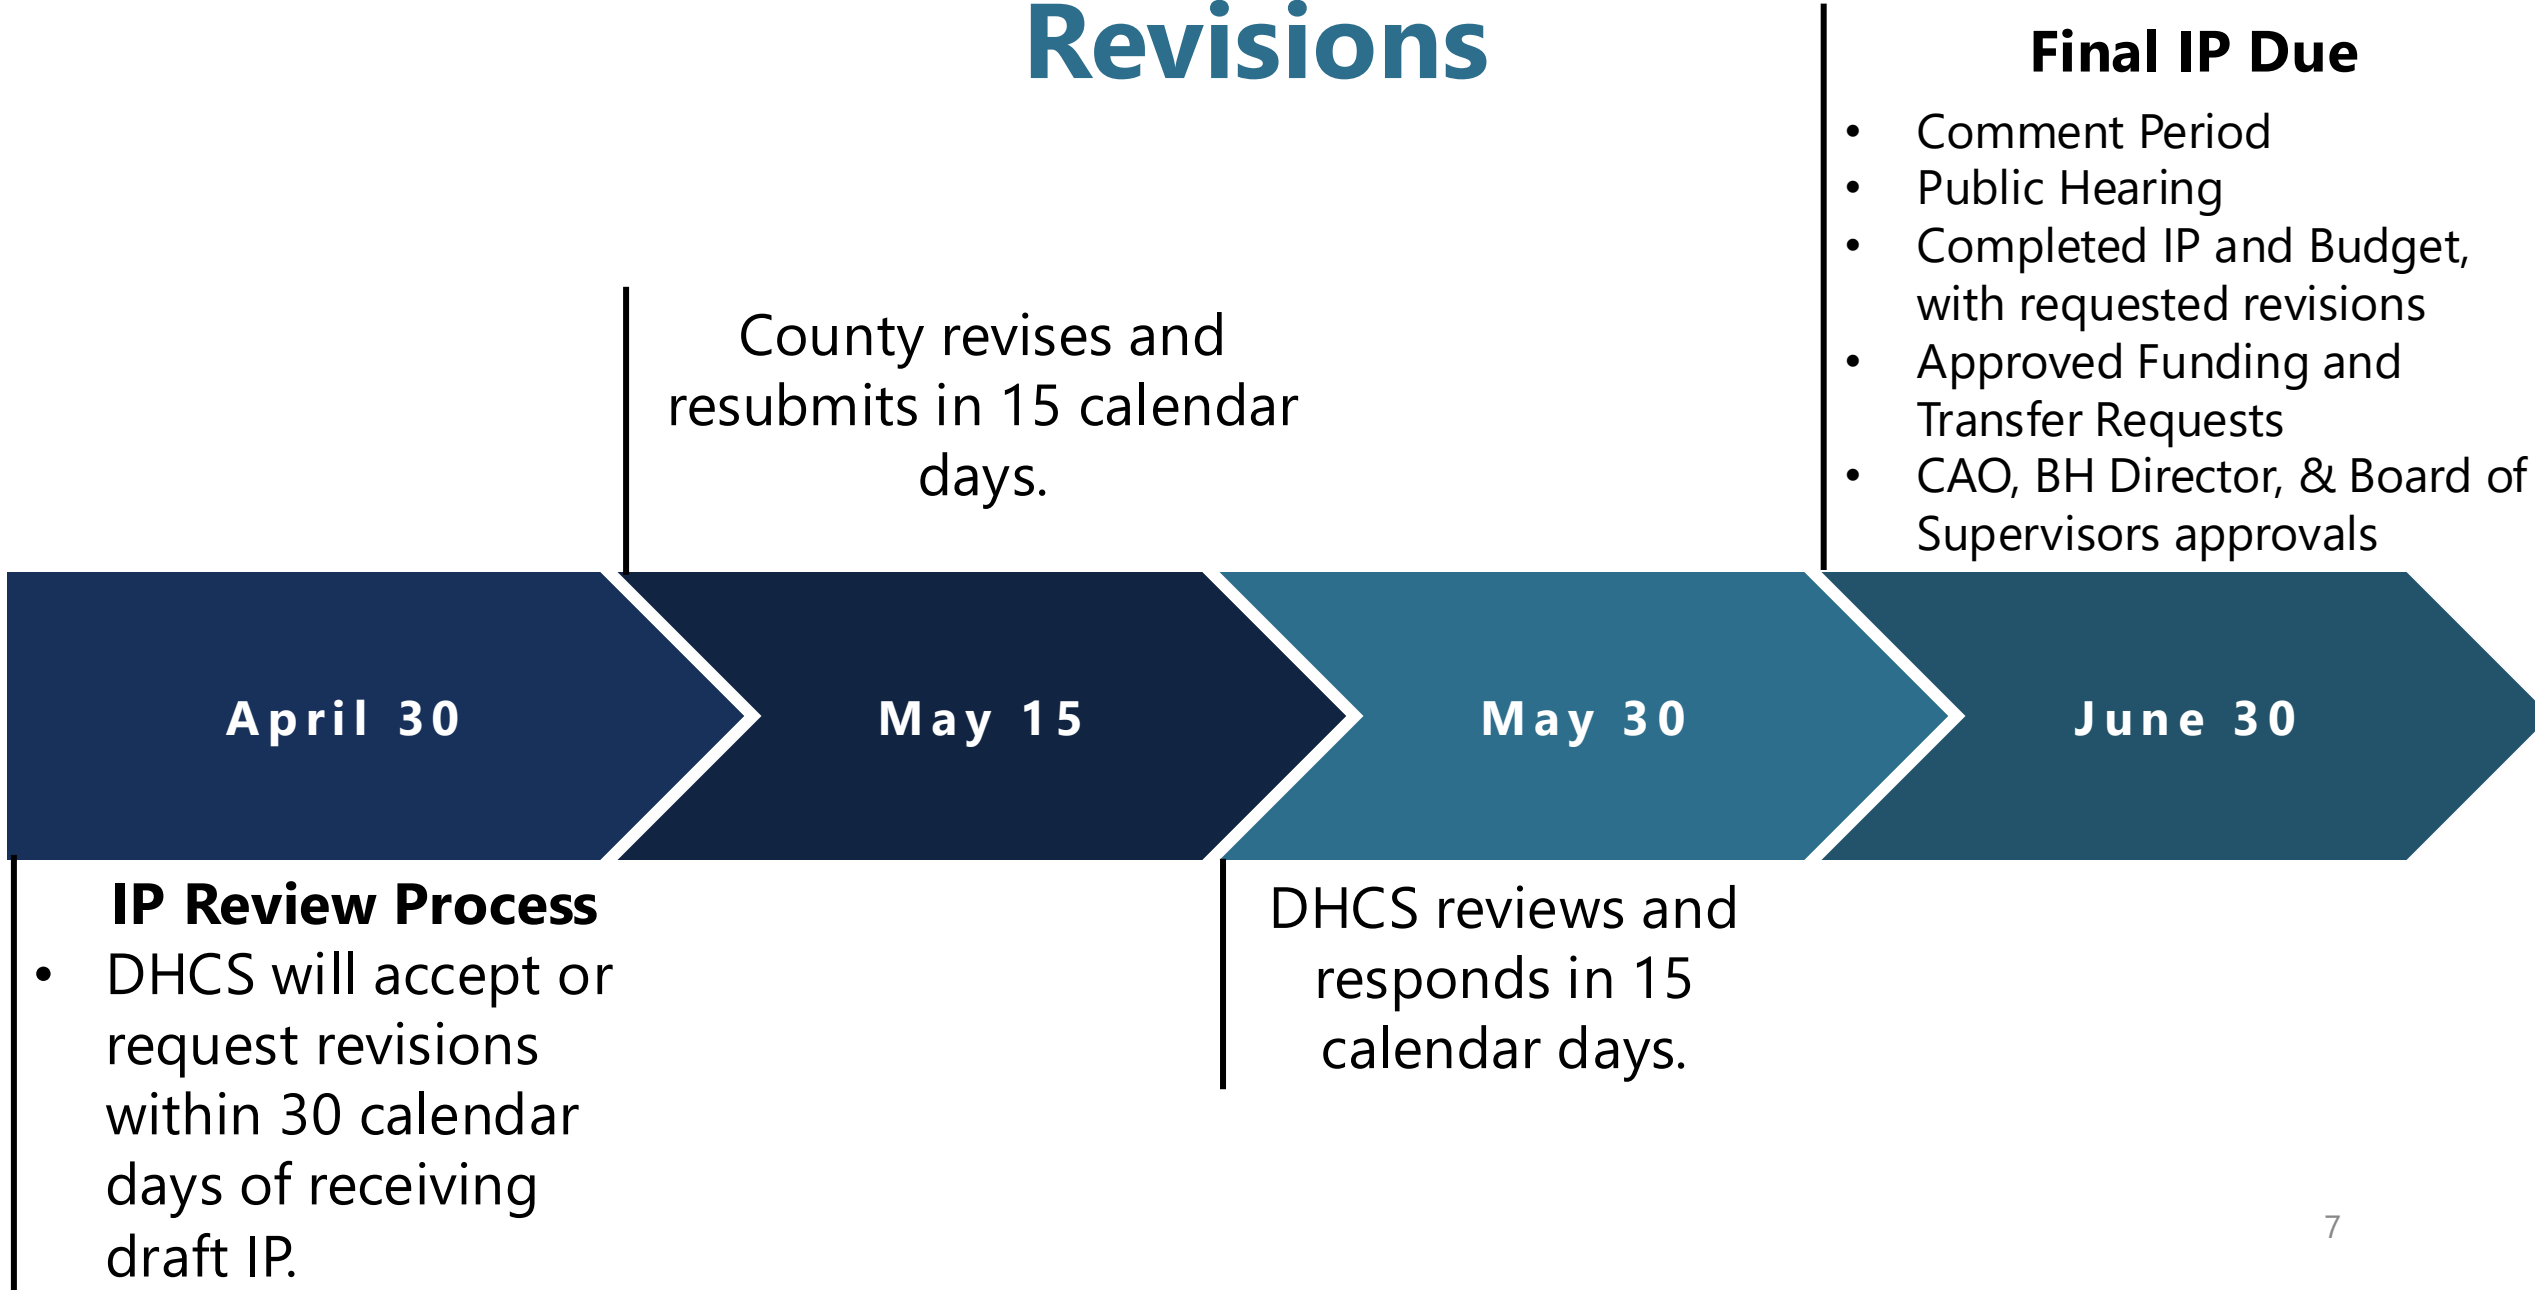 Revisions
Final IP Due
• Comment Period
• Public Hearing
• Completed IP and Budget,
with requested revisions
• Approved Funding and
Transfer Requests
• CAO, BH Director, & Board of
Supervisors approvals
County revises and
resubmits in 15 calendar
days.
April 30
May 15
May 30
June 30
IP Review Process
• DHCS will accept or
request revisions
within 30 calendar
days of receiving
draft IP.
DHCS reviews and
responds in 15
calendar days.
7